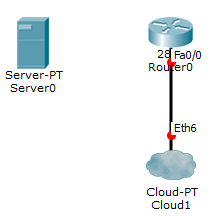 Server-PT
Server0
28 Fa0/0
Router0
Eth6
Cloud-PT
Cloud1